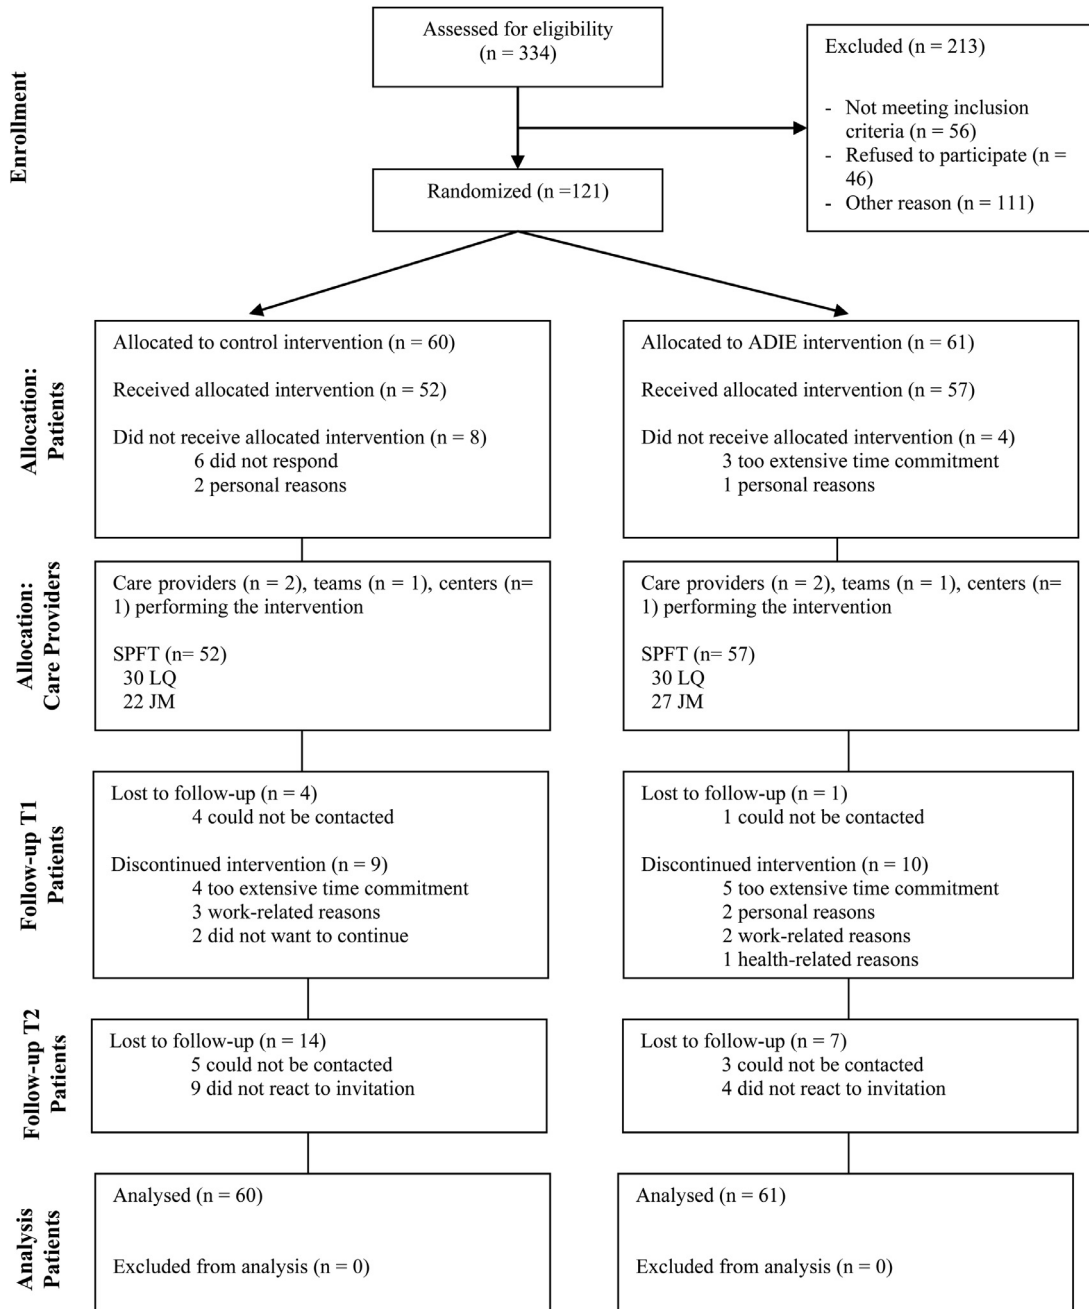 Enrollment
Assessed for eligibility
(n = 334)
Excluded (n = 213)
- Not meeting inclusion
criteria (n = 56)
- Refused to participate (n =
46)
- Other reason (n = 111)
Randomized (n =121)
Allocation:
Patients
Allocated to control intervention (n = 60)
Received allocated intervention (n = 52)
Did not receive allocated intervention (n = 8)
6 did not respond
2 personal reasons
Allocated to ADIE intervention (n = 61)
Received allocated intervention (n = 57)
Did not receive allocated intervention (n = 4)
3 too extensive time commitment
1 personal reasons
Allocation:
Care Providers
Care providers (n = 2), teams (n = 1), centers (n=
1) performing the intervention
SPFT (n= 52)
30 LQ
22 JM
Care providers (n = 2), teams (n = 1), centers (n=
1) performing the intervention
SPFT (n= 57)
30 LQ
27 JM
Follow-up T1
Patients
Lost to follow-up (n = 4)
4 could not be contacted
Discontinued intervention (n = 9)
4 too extensive time commitment
3 work-related reasons
2 did not want to continue
Lost to follow-up (n = 1)
1 could not be contacted
Discontinued intervention (n = 10)
5 too extensive time commitment
2 personal reasons
2 work-related reasons
1 health-related reasons
Follow-up T2
Patients
Lost to follow-up (n = 14)
5 could not be contacted
9 did not react to invitation
Lost to follow-up (n = 7)
3 could not be contacted
4 did not react to invitation
Analysis
Patients
Analysed (n = 60)
Excluded from analysis (n = 0)
Analysed (n = 61)
Excluded from analysis (n = 0)